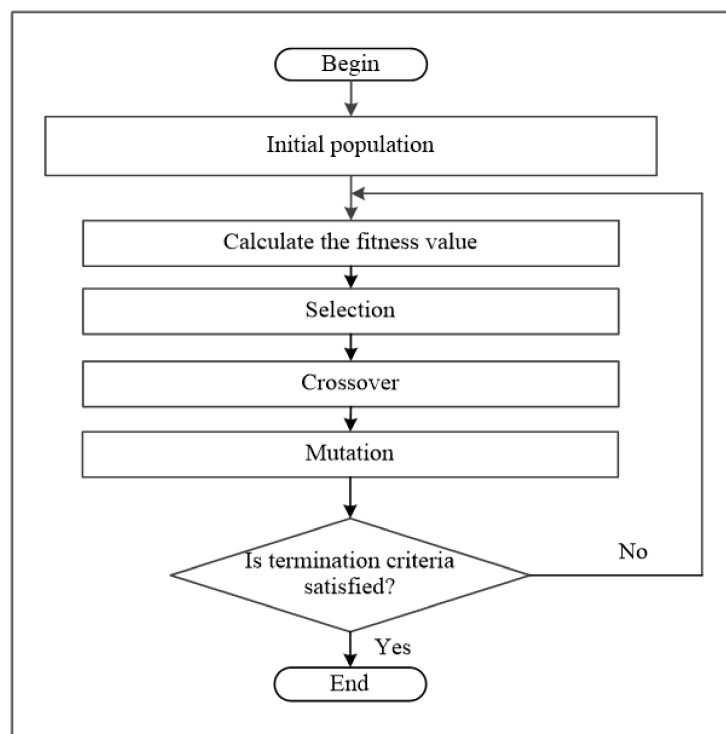 Begin
Initial population
Calculate the fitness value
Selection
Crossover
Mutation
Is termination criteria
satisfied?
No
Yes
End